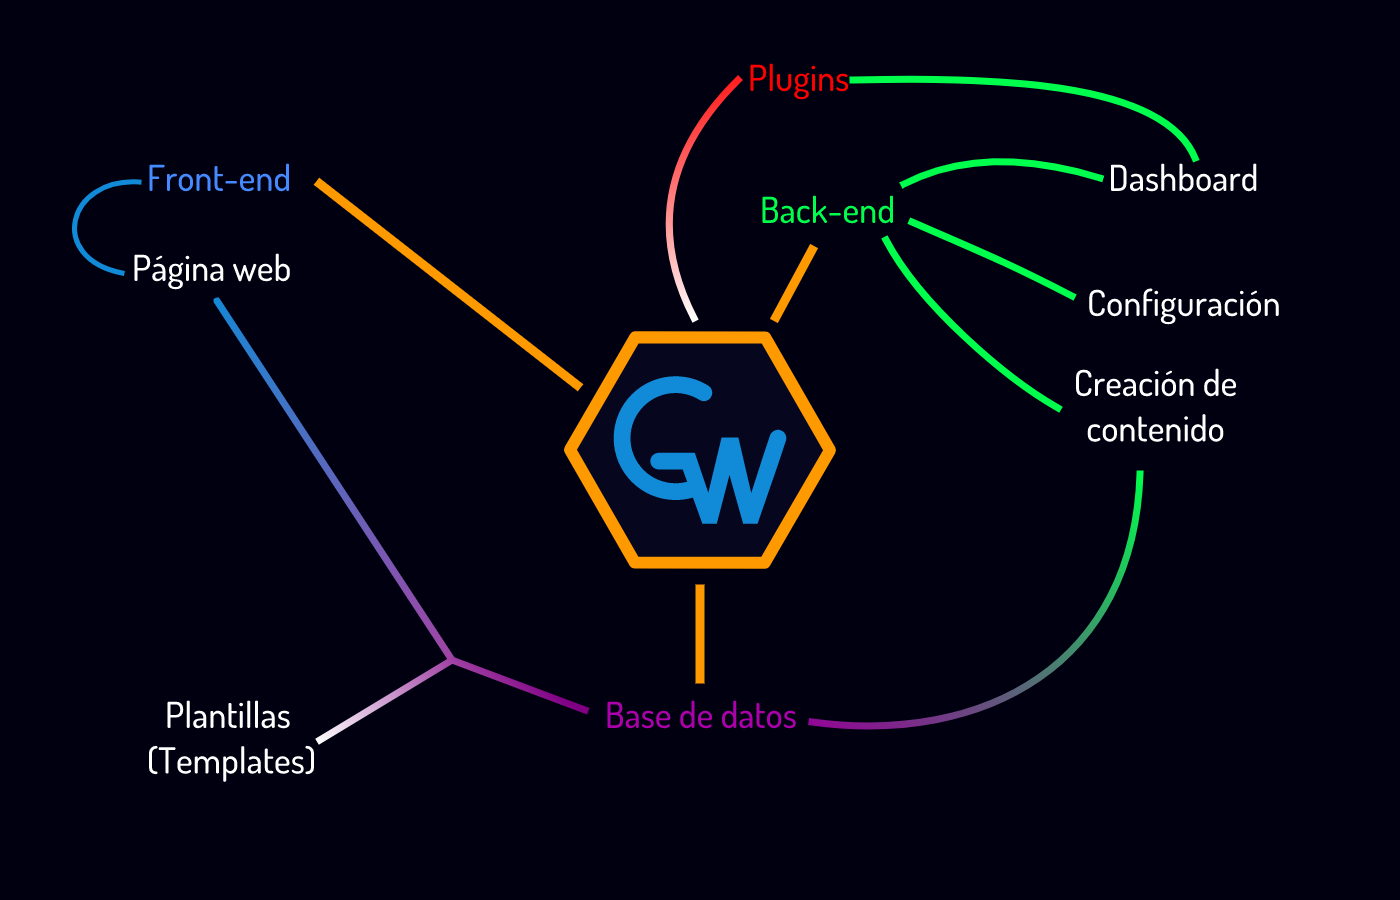 Plugins
Front-end
Dashboard
Back-end
Página web
Configuración
Creación de
contenido
GW
Plantillas
(Templates)
Base de datos